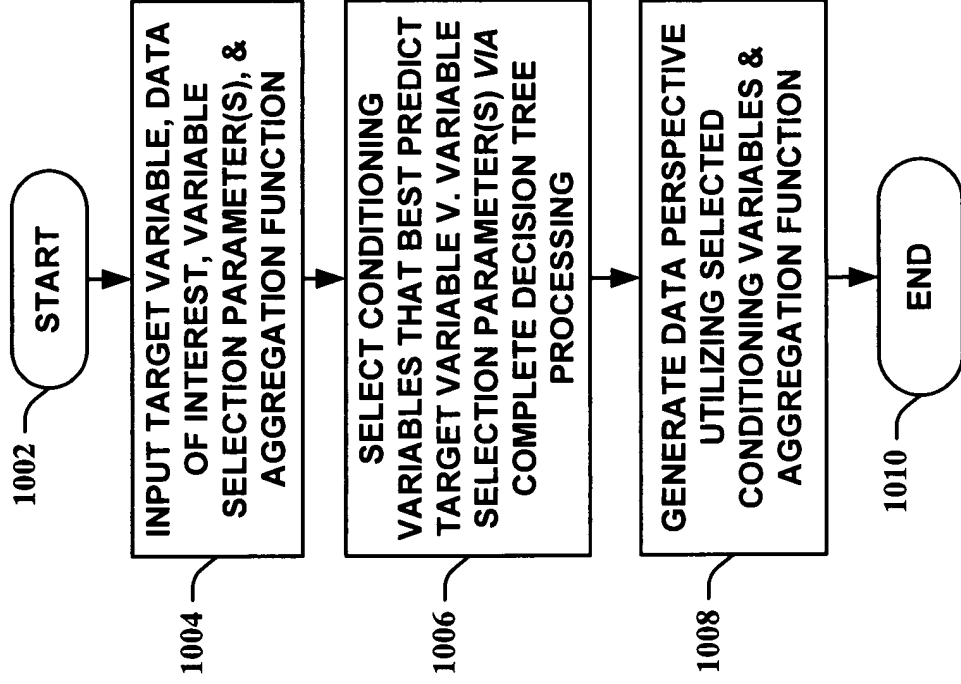 START
1002
INPUT TARGET VARIABLE, DATA
OF INTEREST, VARIABLE
SELECTION PARAMETER(S), &
AGGREGATION FUNCTION
1004
SELECT CONDITIONING
VARIABLES THAT BEST PREDICT
TARGET VARIABLE V. VARIABLE
SELECTION PARAMETER(S) VIA
COMPLETE DECISION TREE
PROCESSING
1006
GENERATE DATA PERSPECTIVE
UTILIZING SELECTED
CONDITIONING VARIABLES &
AGGREGATION FUNCTION
1008
END
1010